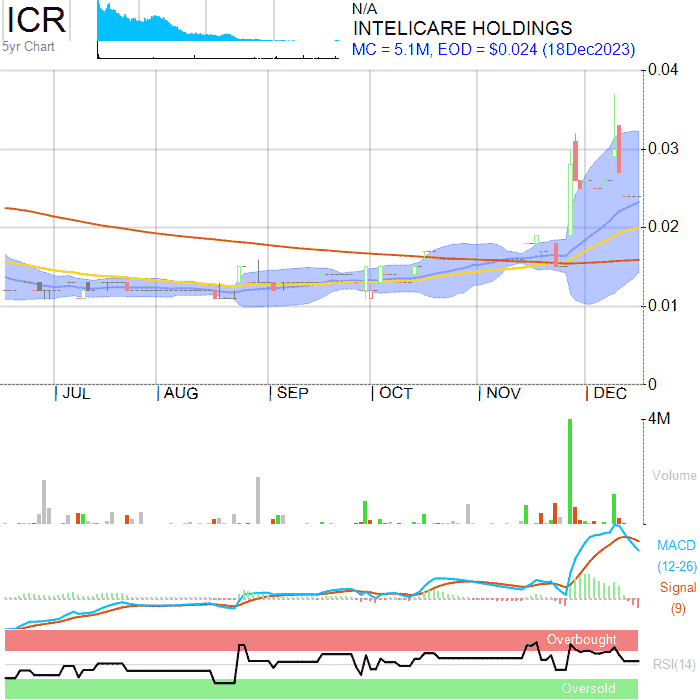 ICR
5yr Chart
N/A
INTELICARE HOLDINGS
MC = 5.1M, EOD = $0.024 (18Dec2023)
0.04
0.03
0.02
0.01
0
JUL AUG SEP OCT NOV DEC
4M
Volume
MACD
(12-26)
Signal
(9)
Overbought
RSI(14)
Oversold